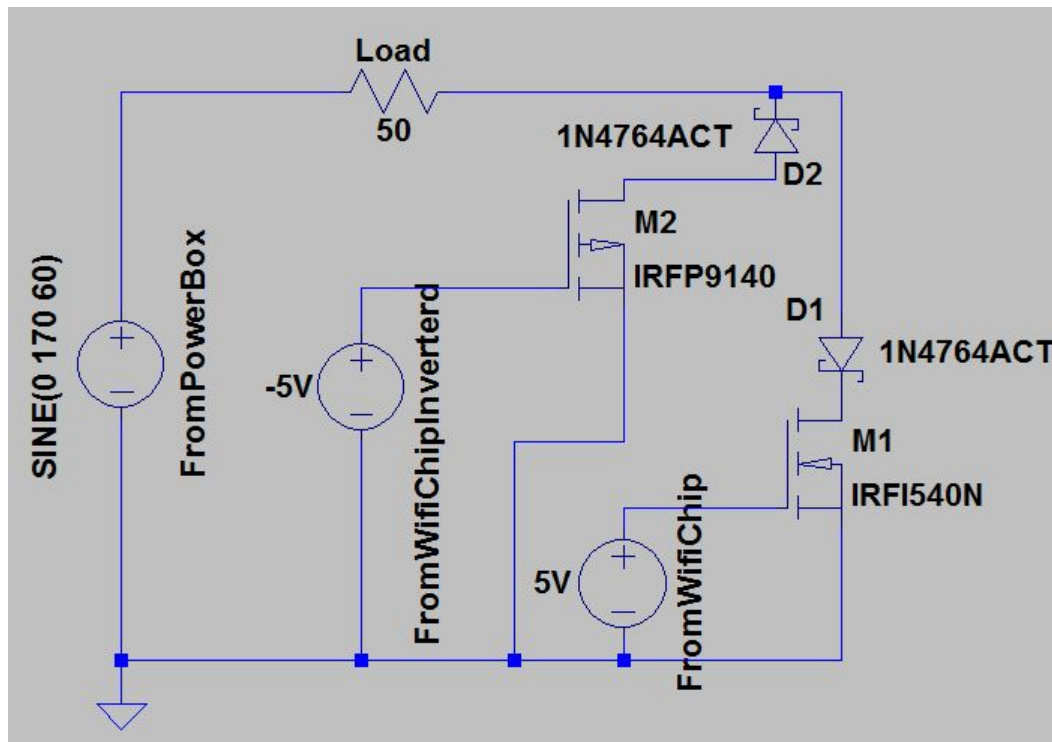 Load
50
1N4764ACT
D2
M2
IRFP9140
SINE(0 170 60)
FromPowerBox
-5V
FromWifiChipInverterd
D1
1N4764ACT
M1
IRFI540N
5V
FromWifiChip